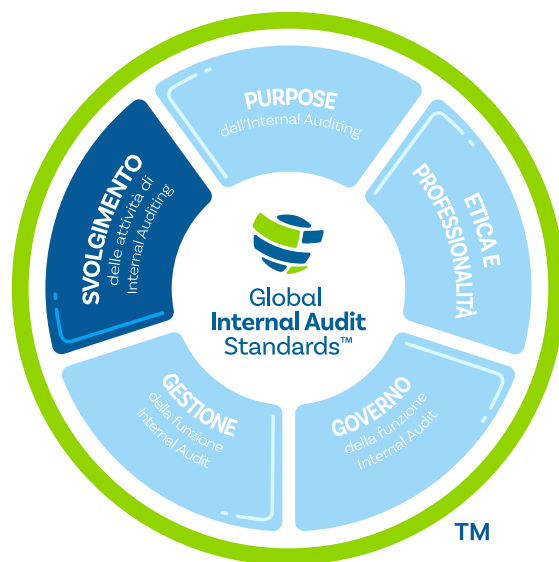 PURPOSE
dell'Internal Auditing
ETICA E
PROFESSIONALITÀ
GOVERNO
della funzione
Internal Audit
GESTIONE
della funzione
Internal Audit
SVOLGIMENTO
delle attività di
Internal Auditing
Global
Internal Audit
Standards™
TM